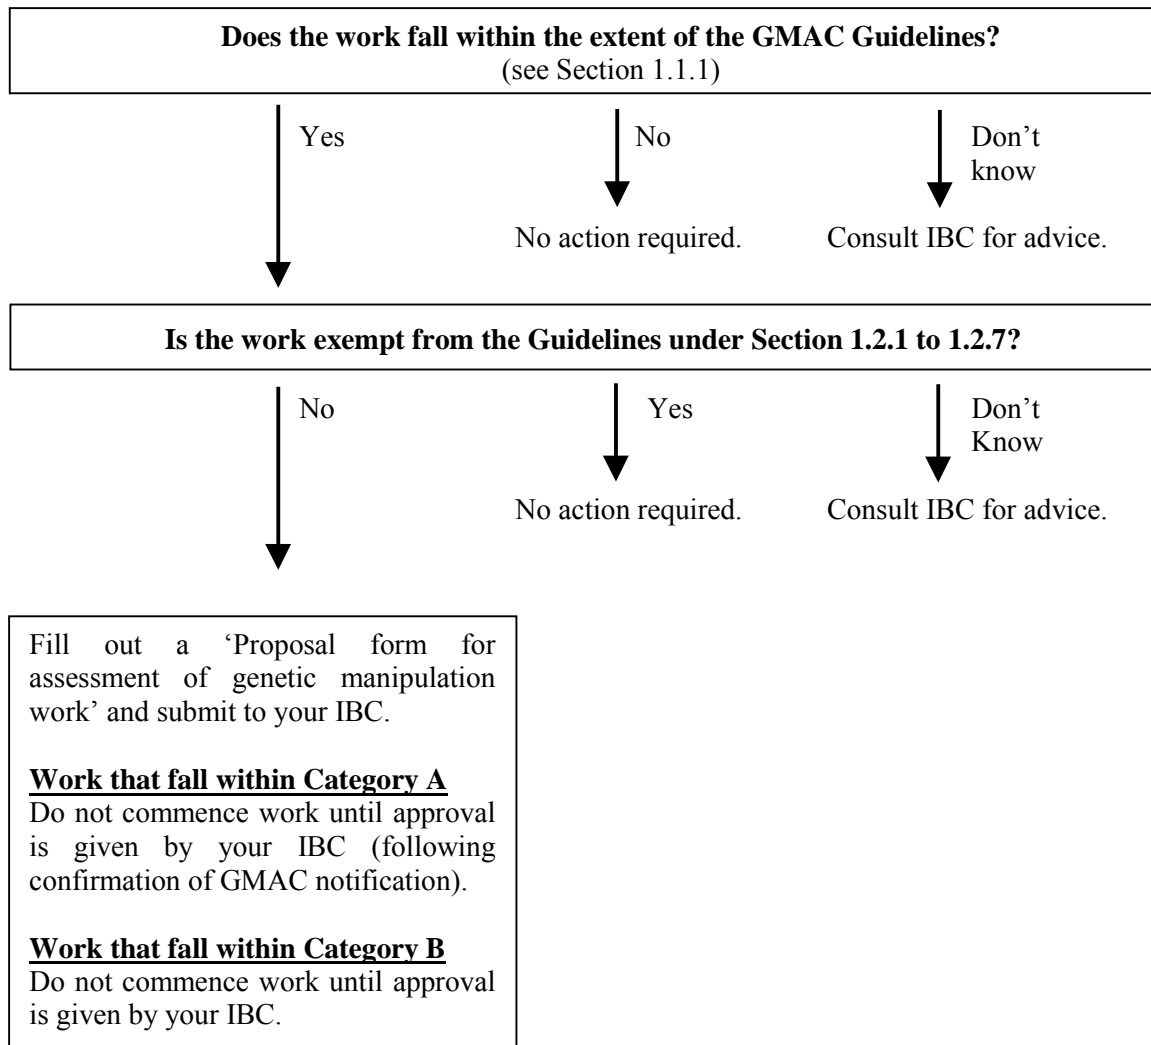 Does the work fall within the extent of the GMAC Guidelines?
(see Section 1.1.1)
Yes
No
Don’t
know
No action required.
Consult IBC for advice.
Is the work exempt from the Guidelines under Section 1.2.1 to 1.2.7?
No
Yes
Don’t
Know
No action required.
Consult IBC for advice.
Fill out a ‘Proposal form for
assessment of genetic manipulation
work’ and submit to your IBC.
Work that fall within Category A
Do not commence work until approval
is given by your IBC (following
confirmation of GMAC notification).
Work that fall within Category B
Do not commence work until approval
is given by your IBC.